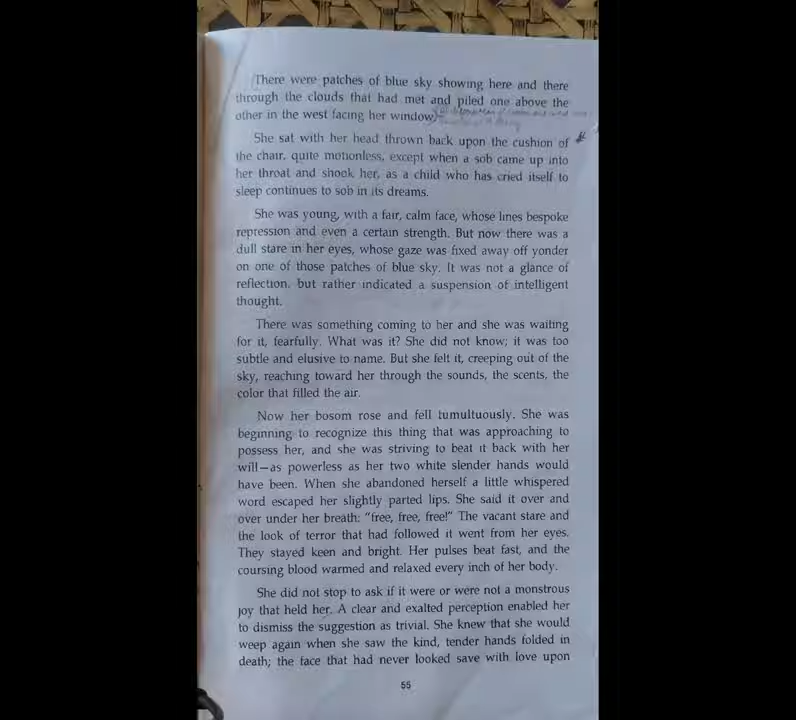 There were patches of blue sky showing here and there
through the clouds that had met and piled one above the
other in the west facing her window.
She sat with her head thrown back upon the cushion of
the chair, quite motionless, except when a sob came up into
her throat and shook her, as a child who has cried itself to
sleep continues to sob in its dreams.
She was young, with a fair, calm face, whose lines bespoke
repression and even a certain strength. But now there was a
dull stare in her eyes, whose gaze was fixed away off yonder
on one of those patches of blue sky. It was not a glance of
reflection, but rather indicated a suspension of intelligent
thought.
There was something coming to her and she was waiting
for it, fearfully. What was it? She did not know; it was too
subtle and elusive to name. But she felt it, creeping out of the
sky, reaching toward her through the sounds, the scents, the
color that filled the air.
Now her bosom rose and fell tumultuously. She was
beginning to recognize this thing that was approaching to
possess her, and she was striving to beat it back with her
will—as powerless as her two white slender hands would
have been. When she abandoned herself a little whispered
word escaped her slightly parted lips. She said it over and
over under her breath: "free, free, free!" The vacant stare and
the look of terror that had followed it went from her eyes.
They stayed keen and bright. Her pulses beat fast, and the
coursing blood warmed and relaxed every inch of her body.
She did not stop to ask if it were or were not a monstrous
joy that held her. A clear and exalted perception enabled her
to dismiss the suggestion as trivial. She knew that she would
weep again when she saw the kind, tender hands folded in
death; the face that had never looked save with love upon
55